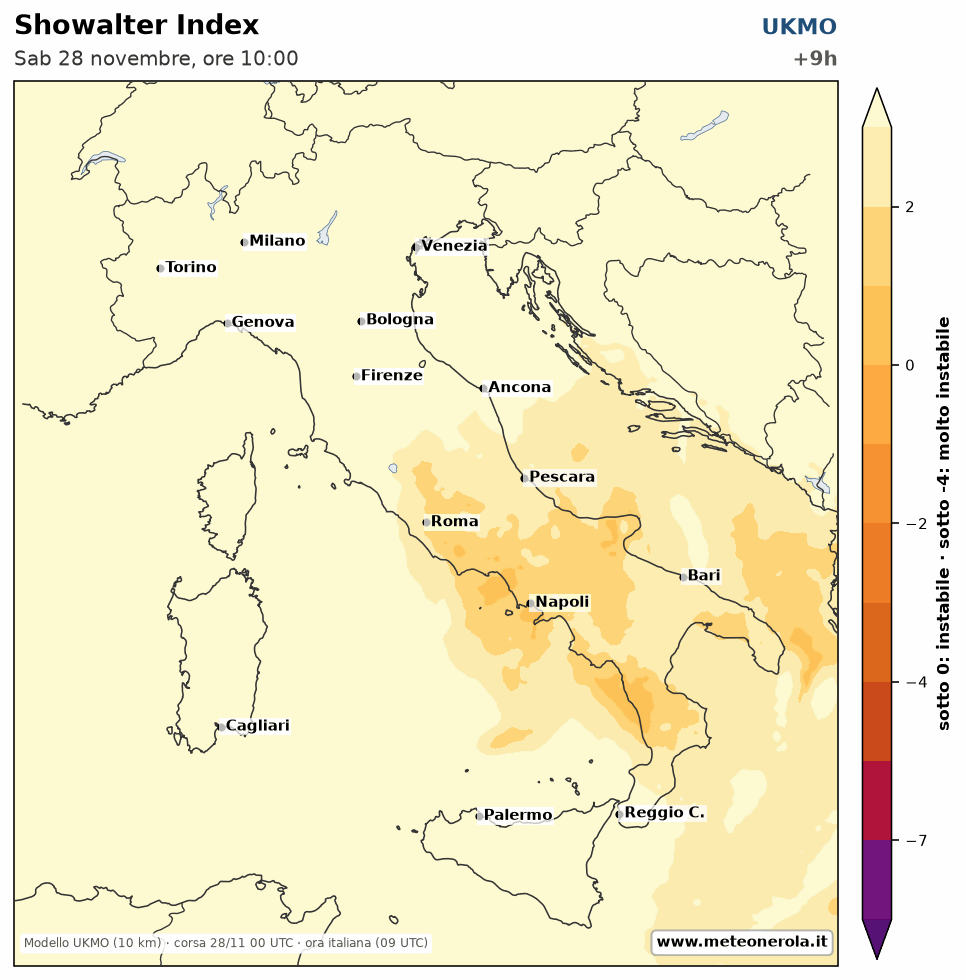 Showalter Index
UKMO
Sab 28 novembre, ore 10:00
+9h
Milano
Venezia
Torino
Genova
Bologna
Firenze
Ancona
Pescara
Roma
Bari
Napoli
Cagliari
Palermo
Reggio C.
2
0
−2
−4
−7
sotto 0: instabile · sotto -4: molto instabile
Modello UKMO (10 km) · corsa 28/11 00 UTC · ora italiana (09 UTC)
www.meteonerola.it